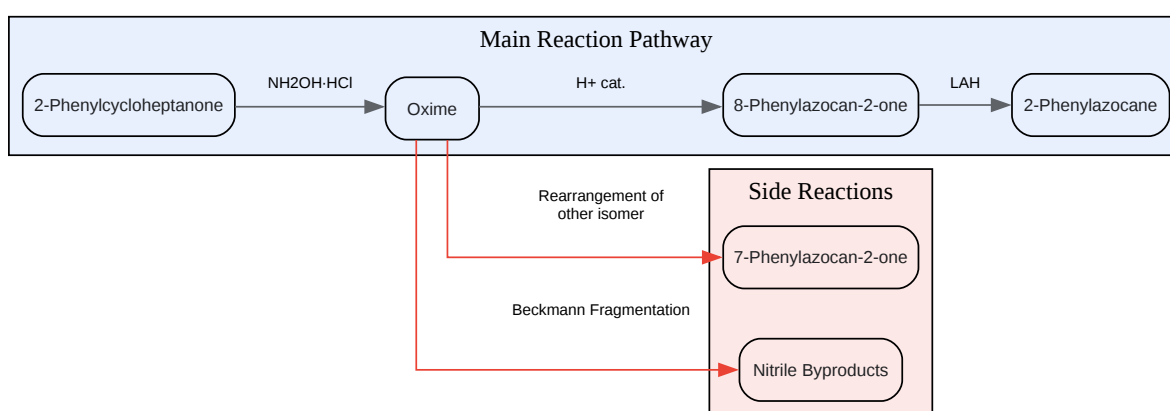 Main Reaction Pathway
2-Phenylcycloheptanone
NH2OH·HCl
Oxime
H+ cat.
8-Phenylazocan-2-one
LAH
2-Phenylazocane
Side Reactions
Rearrangement of
other isomer
7-Phenylazocan-2-one
Beckmann Fragmentation
Nitrile Byproducts